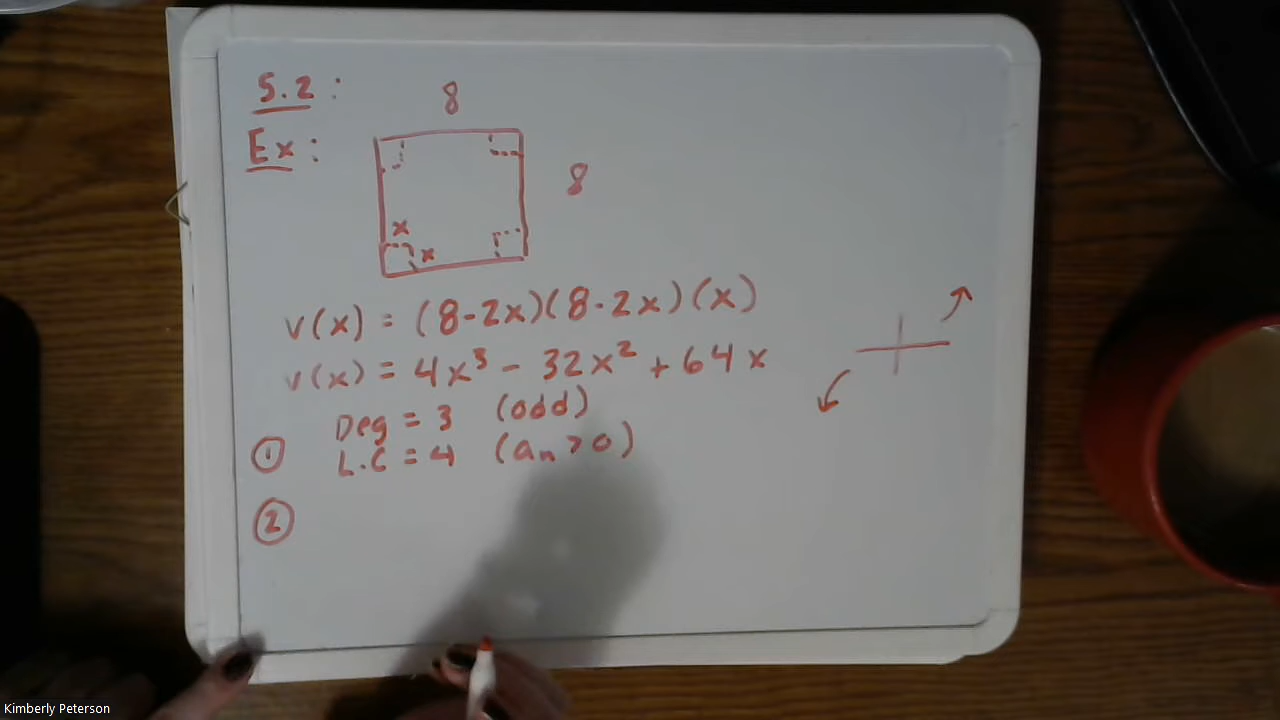 5.2:
8
Ex:
8
x
x
v(x) = (8-2x)(8-2x)(x)
v(x) = 4x³ - 32x² + 64x
Deg = 3 (odd)
① L.C = 4 (aₙ > 0)
②
Kimberly Peterson